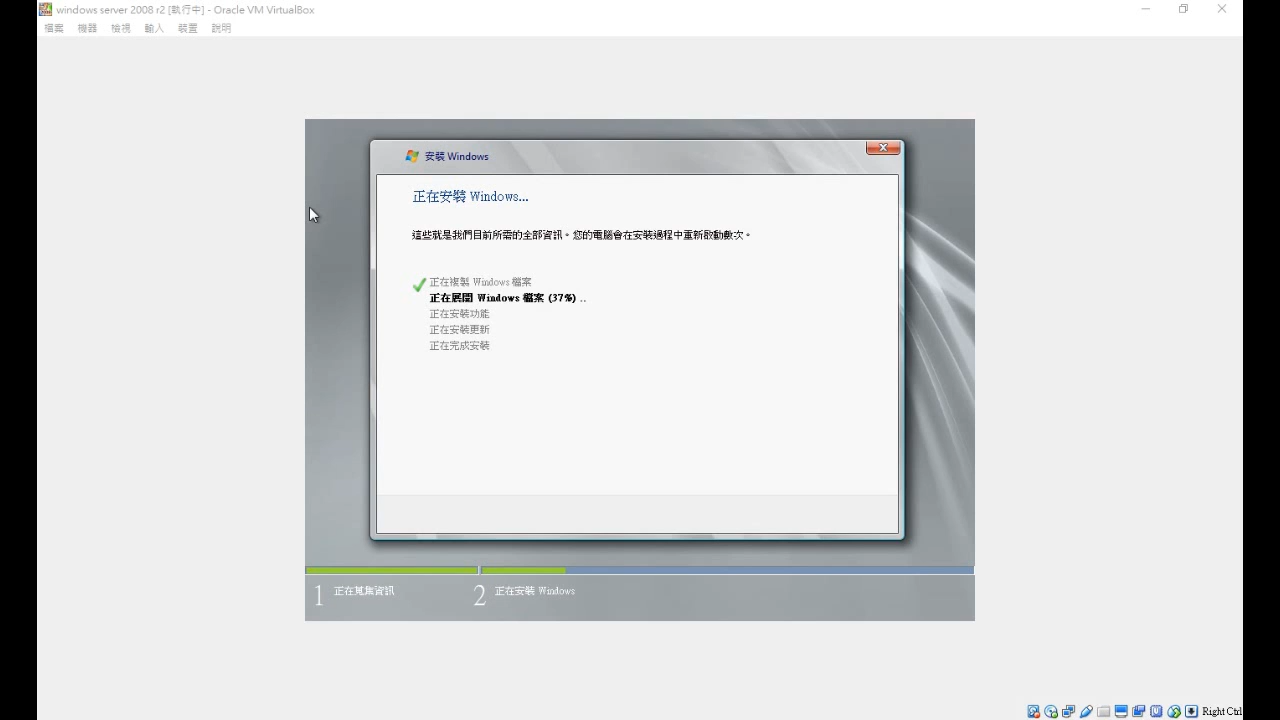 windows server 2008 r2 [執行中] - Oracle VM VirtualBox
檔案 機器 檢視 輸入 裝置 說明
安裝 Windows
正在安裝 Windows...
這些就是我們目前所需的全部資訊。您的電腦會在安裝過程中重新啟動數次。
正在複製 Windows 檔案
正在展開 Windows 檔案 (37%) ..
正在安裝功能
正在安裝更新
正在完成安裝
1 正在蒐集資訊 2 正在安裝 Windows
Right Ctrl